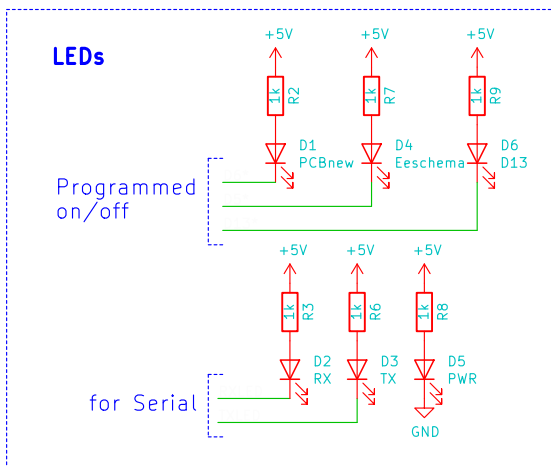 LEDs
+5V
+5V
+5V
1k
R2
1k
R7
1k
R9
D1
PCBnew
D4
Eeschema
D6
D13
Programmed
on/off
+5V
+5V
+5V
1k
R3
1k
R6
1k
R8
D2
RX
D3
TX
D5
PWR
for Serial
GND